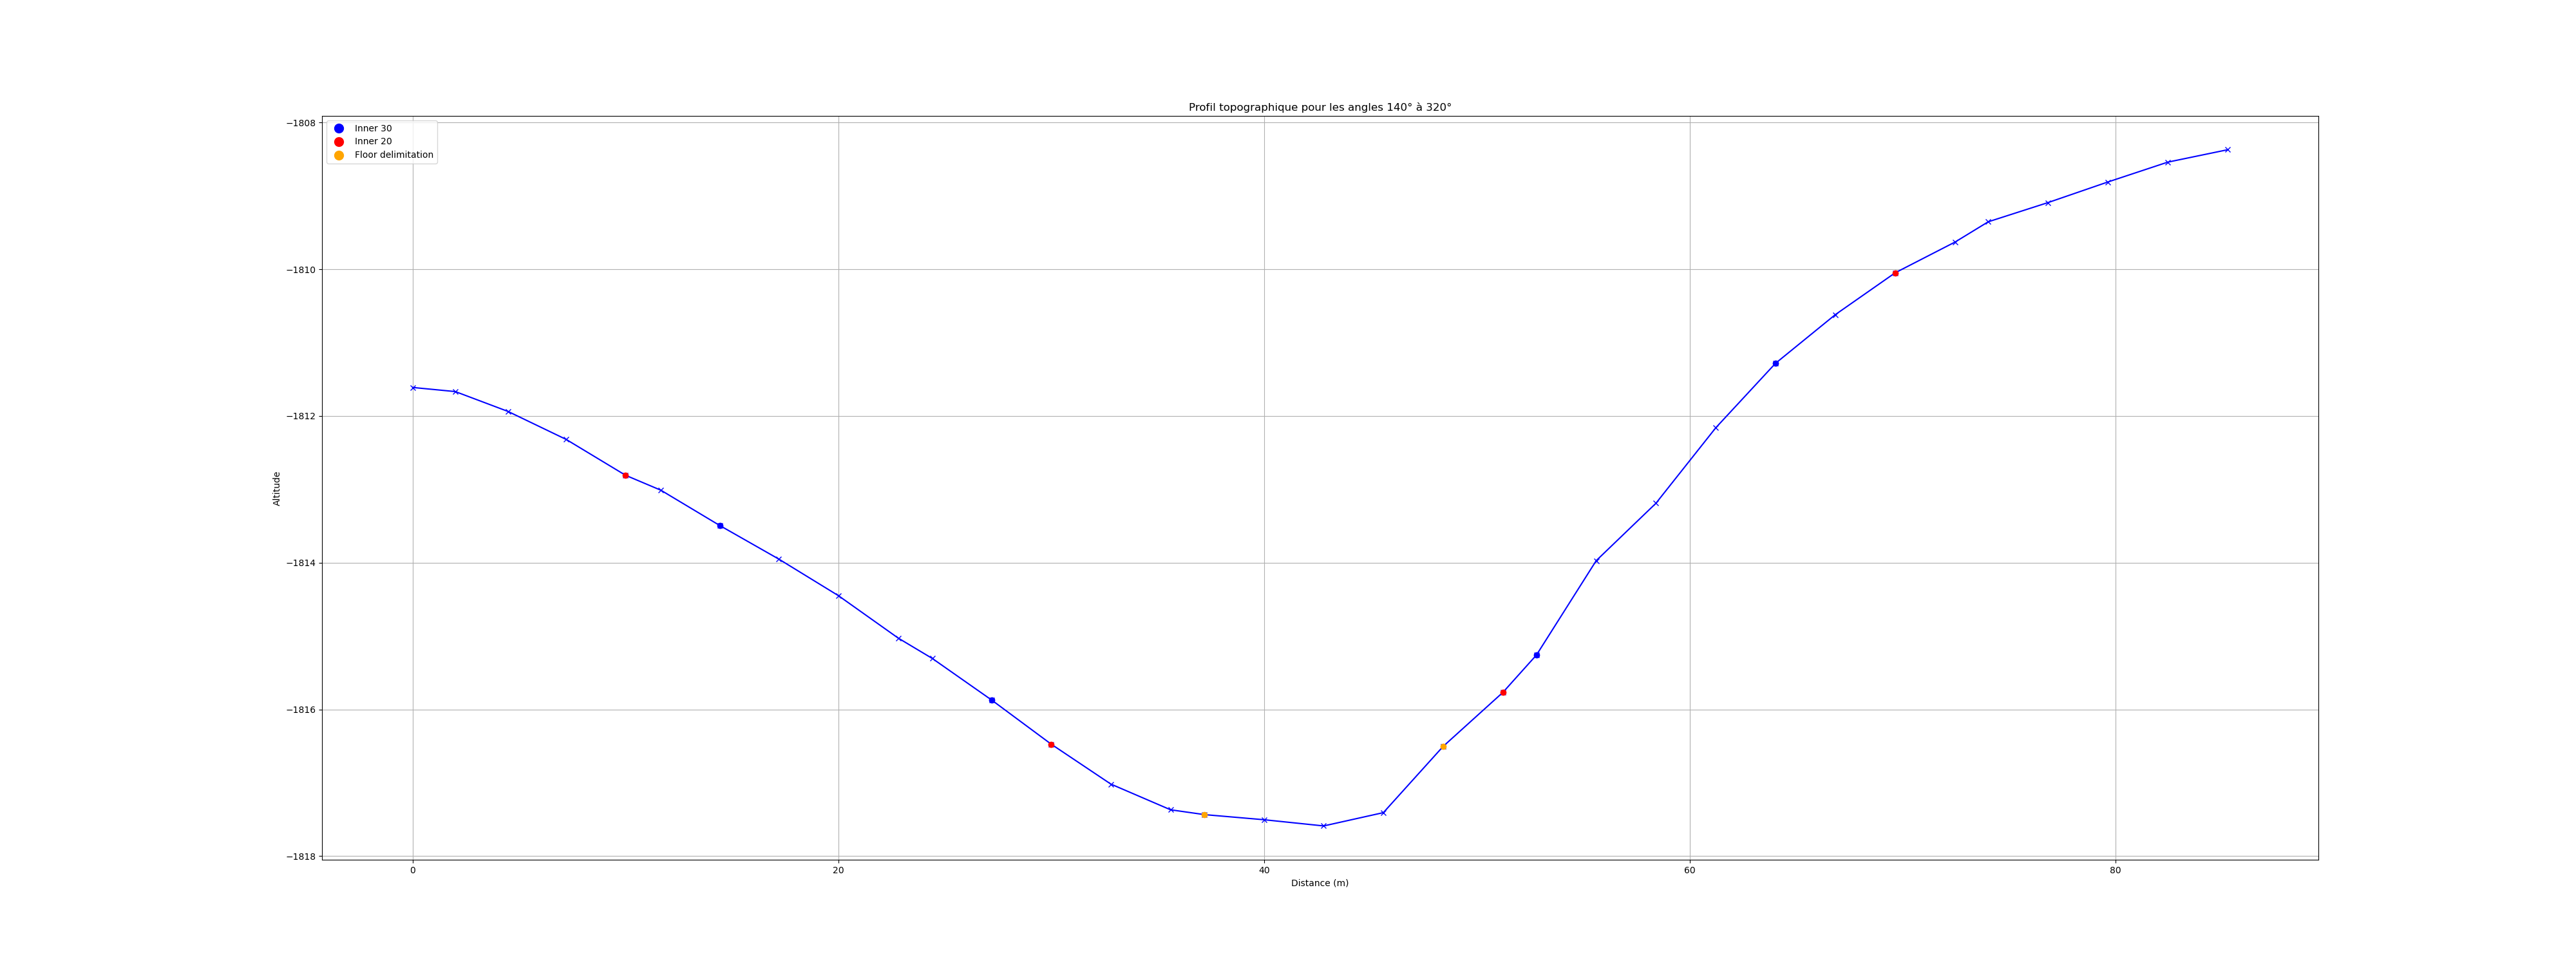 Profil topographique pour les angles 140° à 320°
Inner 30
Inner 20
Floor delimitation
−1808
−1810
−1812
−1814
−1816
−1818
Altitude
0 20 40 60 80
Distance (m)